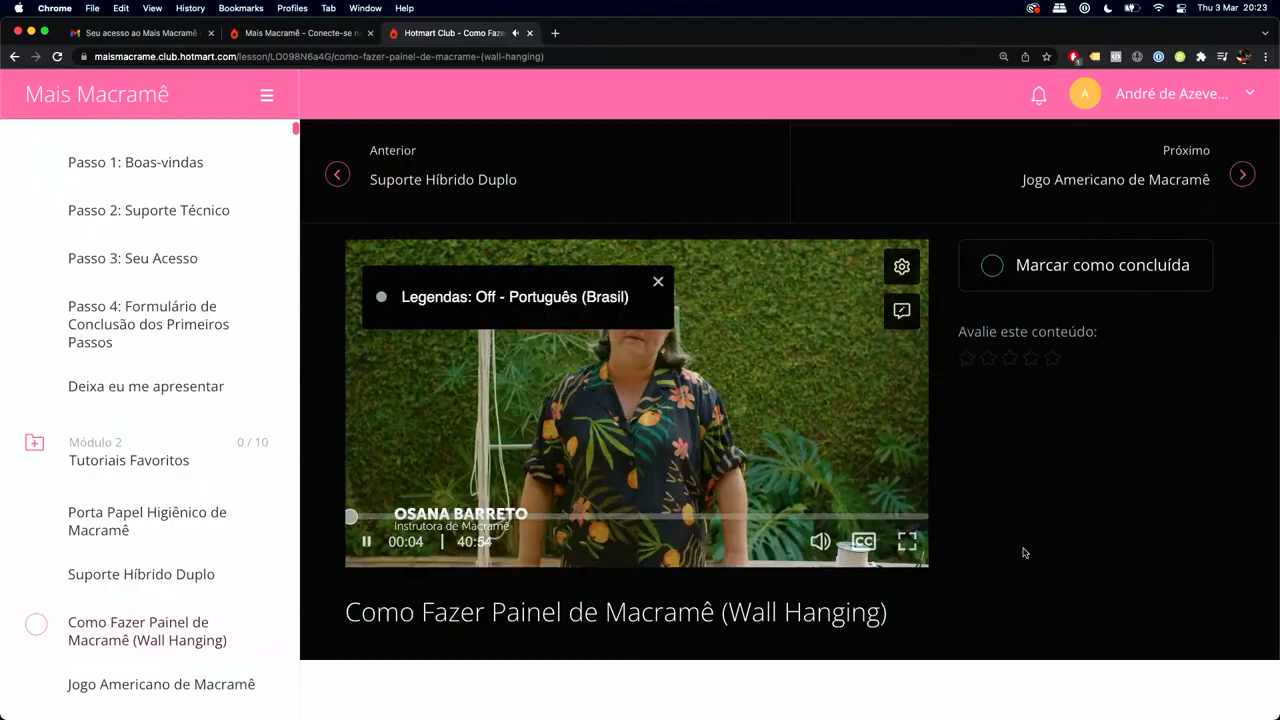 Chrome File Edit View History Bookmarks Profiles Tab Window Help Thu 3 Mar 20:23
Seu acesso ao Mais Macramê Mais Macramê - Conecte-se n Hotmart Club - Como Faze
maismacrame.club.hotmart.com/lesson/LO098N6a4G/como-fazer-painel-de-macrame-(wall-hanging)
Mais Macramê
A André de Azeve...
Passo 1: Boas-vindas
Passo 2: Suporte Técnico
Passo 3: Seu Acesso
Passo 4: Formulário de
Conclusão dos Primeiros
Passos
Deixa eu me apresentar
Módulo 2 0 / 10
Tutoriais Favoritos
Porta Papel Higiênico de
Macramê
Suporte Híbrido Duplo
Como Fazer Painel de
Macramê (Wall Hanging)
Jogo Americano de Macramê
Anterior
Suporte Híbrido Duplo
Próximo
Jogo Americano de Macramê
Legendas: Off - Português (Brasil)
OSANA BARRETO
Instrutora de Macramê
00:04 | 40:54
CC
Marcar como concluída
Avalie este conteúdo:
Como Fazer Painel de Macramê (Wall Hanging)